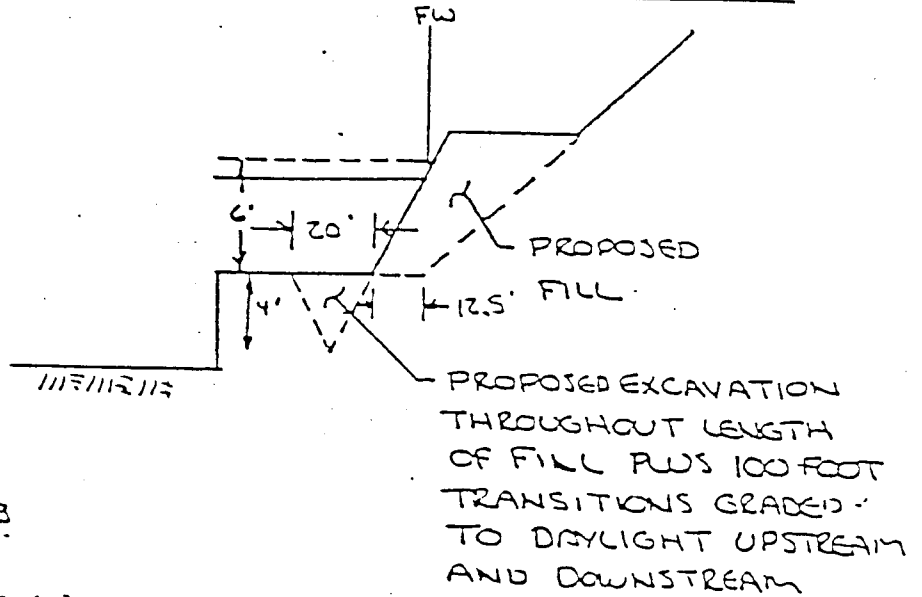 FW
6'
20'
PROPOSED
FILL.
4'
12.5'
PROPOSED EXCAVATION
THROUGHOUT LENGTH
OF FILL PLUS 100 FOOT
TRANSITIONS GRADED
TO DAYLIGHT UPSTREAM
AND DOWNSTREAM